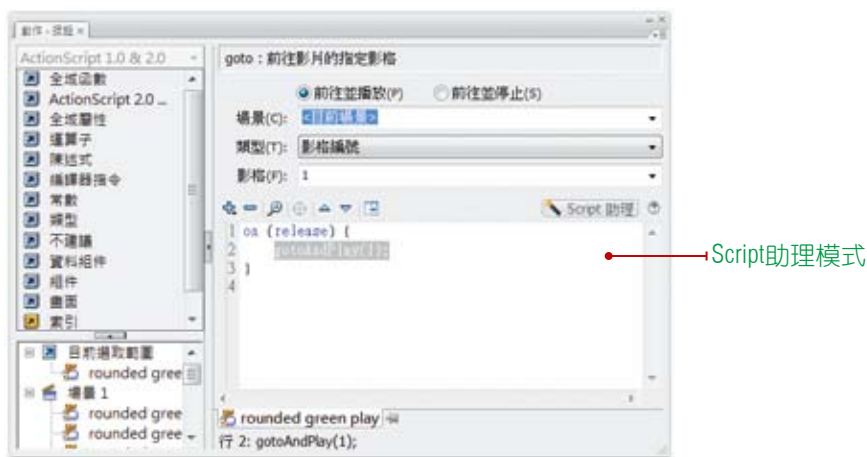 動作 - 按鈕 ×
ActionScript 1.0 & 2.0
全域函數
ActionScript 2.0 ...
全域屬性
運算子
陳述式
編譯器指令
常數
類型
不建議
資料組件
組件
畫面
索引
目前選取範圍
rounded gree
場景 1
rounded gree
rounded gree
goto：前往影片的指定影格
前往並播放(P) 前往並停止(S)
場景(C): <目前場景>
類型(T): 影格編號
影格(F): 1
Script 助理
1 on (release) {
2 gotoAndPlay(1);
3 }
4
rounded green play
行 2: gotoAndPlay(1);
Script助理模式